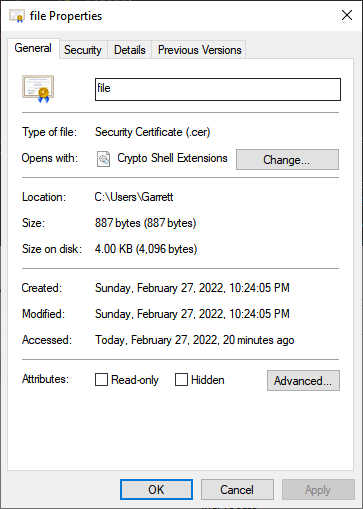 file Properties
General Security Details Previous Versions
file
Type of file: Security Certificate (.cer)
Opens with: Crypto Shell Extensions Change...
Location: C:\Users\Garrett
Size: 887 bytes (887 bytes)
Size on disk: 4.00 KB (4,096 bytes)
Created: Sunday, February 27, 2022, 10:24:05 PM
Modified: Sunday, February 27, 2022, 10:24:05 PM
Accessed: Today, February 27, 2022, 20 minutes ago
Attributes: Read-only Hidden Advanced...
OK Cancel Apply